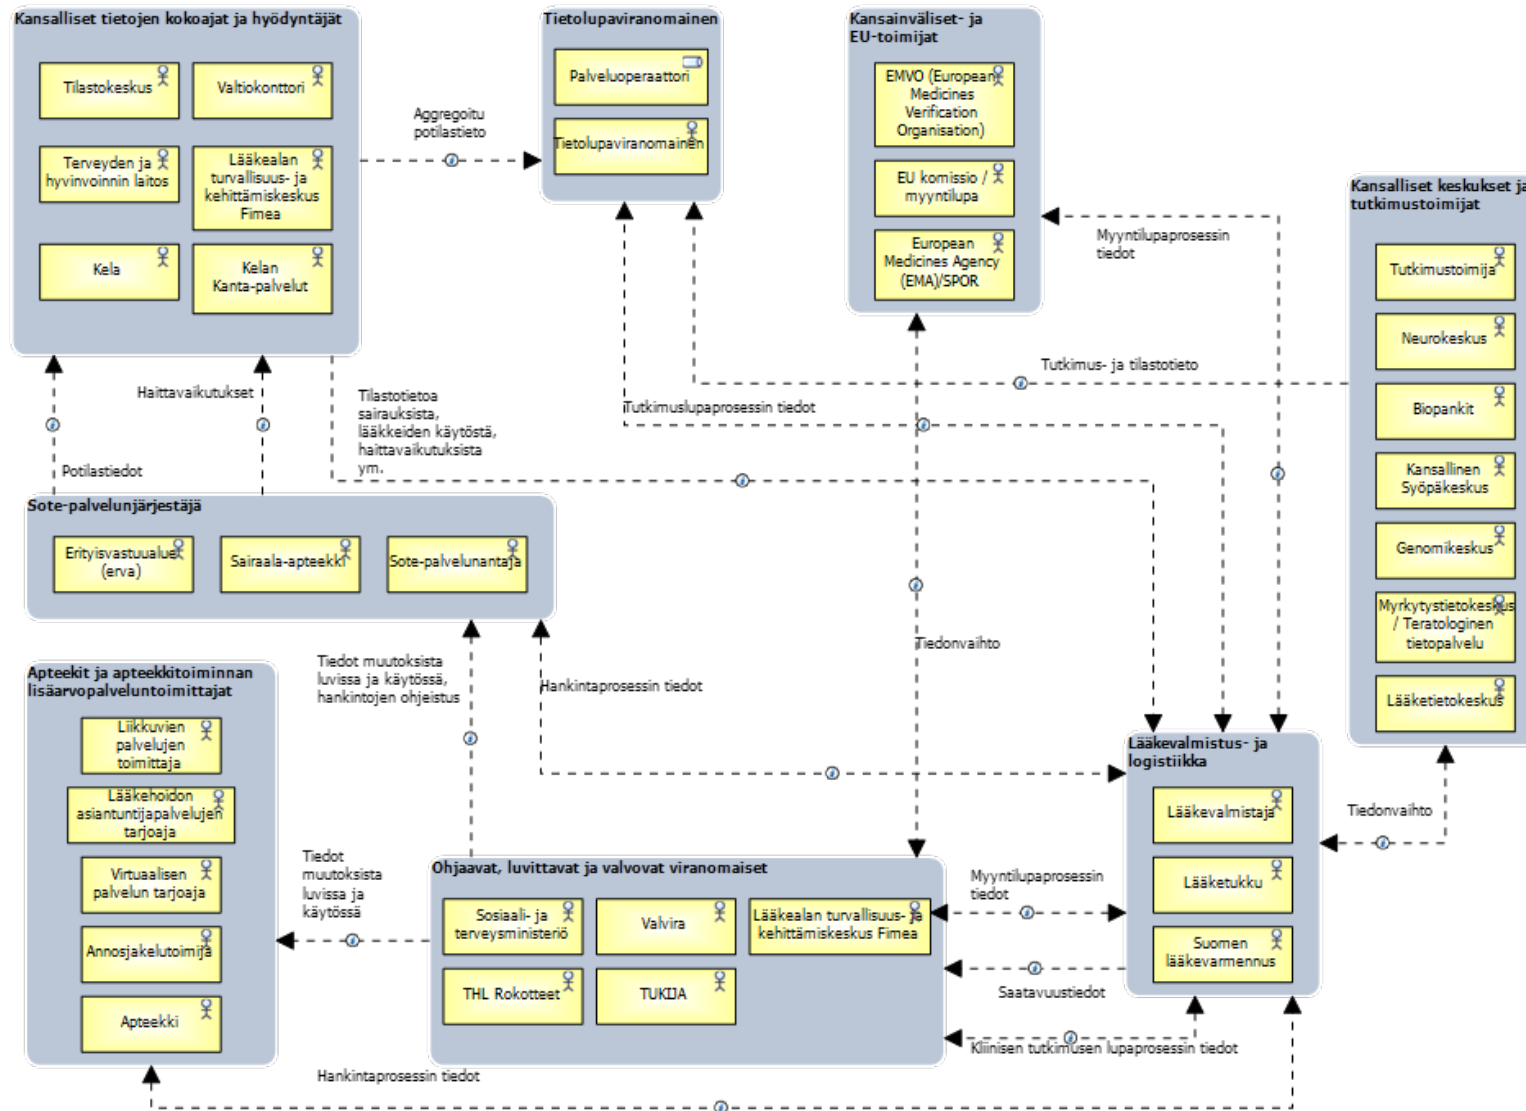 Kansalliset tietojen kokoajat ja hyödyntäjät
Tilastokeskus
Valtiokonttori
Terveyden ja
hyvinvoinnin laitos
Lääkealan
turvallisuus- ja
kehittämiskeskus
Fimea
Kela
Kelan
Kanta-palvelut
Aggregoitu
potilastieto
Tietolupaviranomainen
Palveluoperaattori
Tietolupaviranomainen
Kansainväliset- ja
EU-toimijat
EMVO (European
Medicines
Verification
Organisation)
EU komissio /
myyntilupa
European
Medicines Agency
(EMA)/SPOR
Myyntilupaprosessin
tiedot
Kansalliset keskukset ja
tutkimustoimijat
Tutkimustoimija
Neurokeskus
Biopankit
Kansallinen
Syöpäkeskus
Genomikeskus
Myrkytystietokeskus
/ Teratologinen
tietopalvelu
Lääketietokeskus
Tutkimus- ja tilastotieto
Tutkimuslupaprosessin tiedot
Haittavaikutukset
Potilastiedot
Tilastotietoa
sairauksista,
lääkkeiden käytöstä,
haittavaikutuksista
ym.
Sote-palvelunjärjestäjä
Erityisvastuualue
(erva)
Sairaala-apteekki
Sote-palvelunantaja
Tiedonvaihto
Tiedot muutoksista
luvissa ja käytössä,
hankintojen ohjeistus
Hankintaprosessin tiedot
Apteekit ja apteekkitoiminnan
lisäarvopalveluntoimittajat
Liikkuvien
palvelujen
toimittaja
Lääkehoidon
asiantuntijapalvelujen
tarjoaja
Virtuaalisen
palvelun tarjoaja
Annosjakelutoimija
Apteekki
Tiedot
muutoksista
luvissa ja
käytössä
Ohjaavat, luvittavat ja valvovat viranomaiset
Sosiaali- ja
terveysministeriö
Valvira
Lääkealan turvallisuus- ja
kehittämiskeskus Fimea
THL Rokotteet
TUKIJA
Lääkevalmistus- ja
logistiikka
Lääkevalmistaja
Lääketukku
Suomen
lääkevarmennus
Tiedonvaihto
Myyntilupaprosessin
tiedot
Saatavuustiedot
Kliinisen tutkimusen lupaprosessin tiedot
Hankintaprosessin tiedot